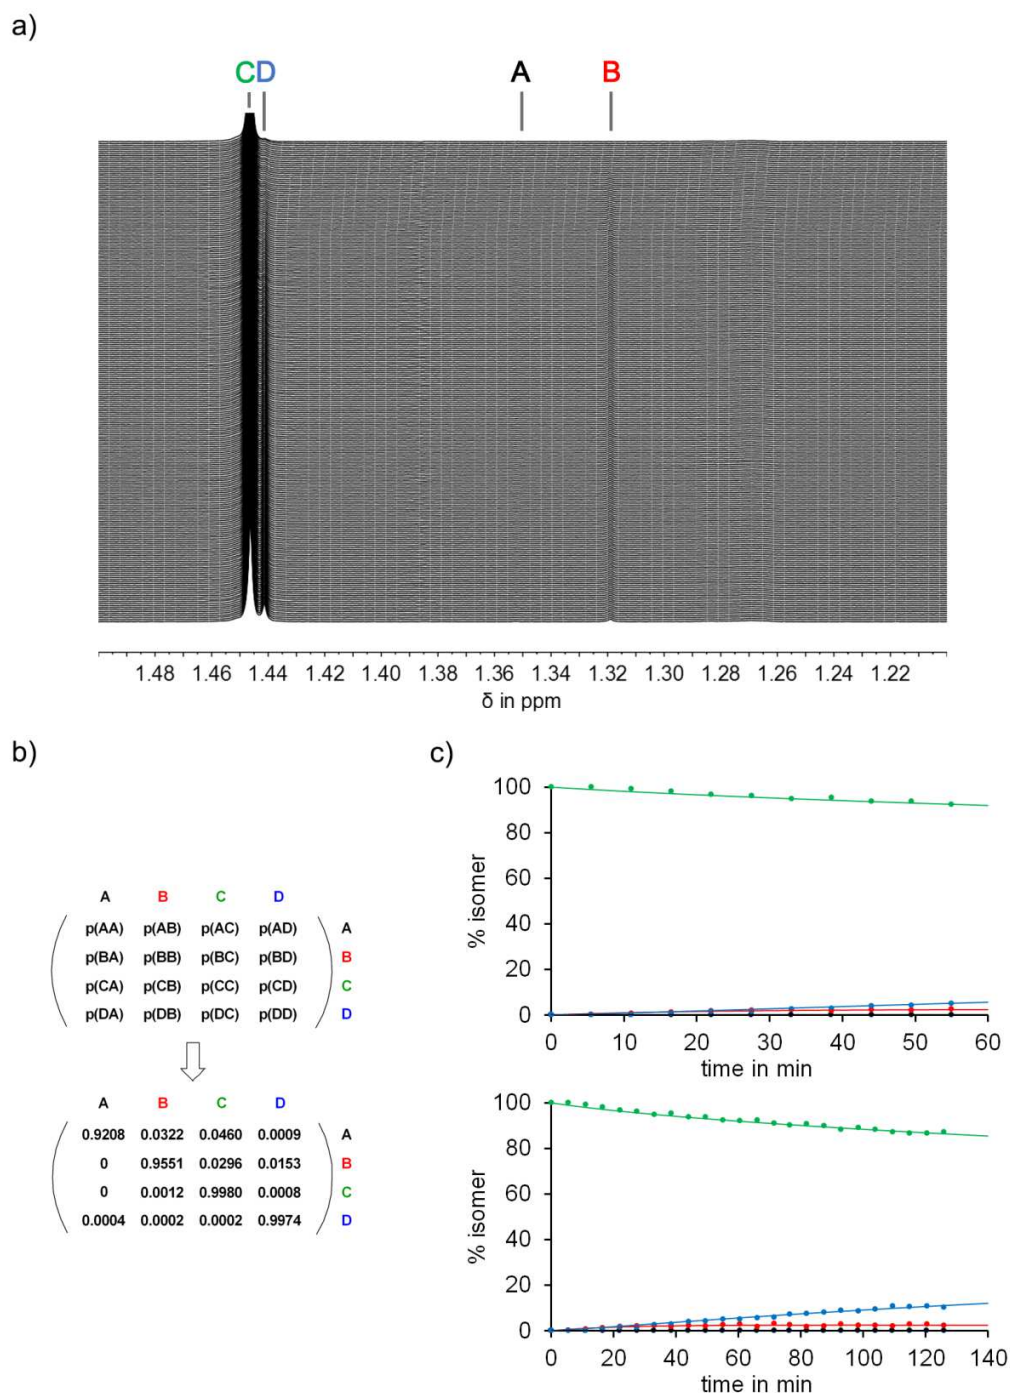 a)
C D A B
1.48 1.46 1.44 1.42 1.40 1.38 1.36 1.34 1.32 1.30 1.28 1.26 1.24 1.22
δ in ppm
b)
A B C D
p(AA) p(AB) p(AC) p(AD) A
p(BA) p(BB) p(BC) p(BD) B
p(CA) p(CB) p(CC) p(CD) C
p(DA) p(DB) p(DC) p(DD) D
A B C D
0.9208 0.0322 0.0460 0.0009 A
0 0.9551 0.0296 0.0153 B
0 0.0012 0.9980 0.0008 C
0.0004 0.0002 0.0002 0.9974 D
c)
% isomer
100
80
60
40
20
0
0 10 20 30 40 50 60
time in min
% isomer
100
80
60
40
20
0
0 20 40 60 80 100 120 140
time in min